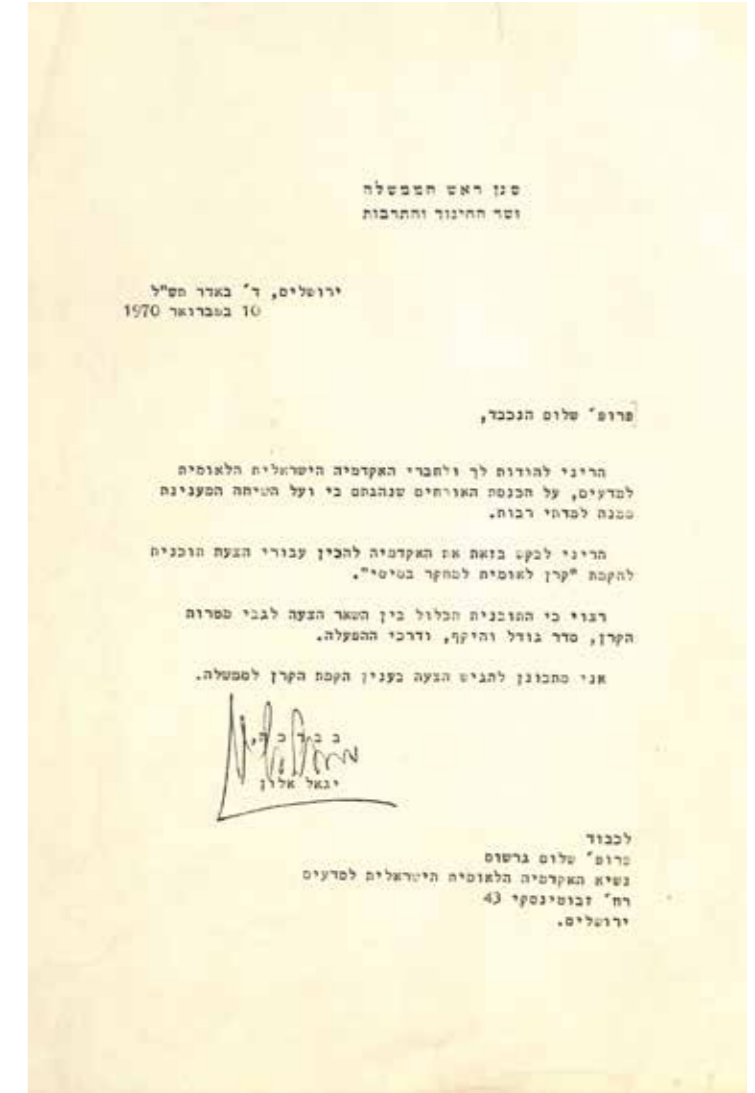 סגן ראש הממשלה
ושר החינוך והתרבות
ירושלים, ד' באדר תש"ל
10 בפברואר 1970
פרופ' שלום הנכבד,
הריני להודות לך ולחברי האקדמיה הישראלית הלאומית
למדעים, על הכנסת האורחים שנהגתם בי ועל השיחה המענינת
ממנה למדתי רבות.
הריני לבקש בזאת את האקדמיה להכין עבורי הצעת תוכנית
להקמת "קרן לאומית למחקר בסיסי".
רצוי כי התוכנית תכלול בין השאר הצעה לגבי מטרות
הקרן, סדר גודל והיקף, ודרכי ההפעלה.
אני מתכונן להגיש הצעה בענין הקמת הקרן לממשלה.
בברכה,
יגאל אלון
לכבוד
פרופ' שלום גרשום
נשיא האקדמיה הלאומית הישראלית למדעים
רח' זבוטינסקי 43
ירושלים.